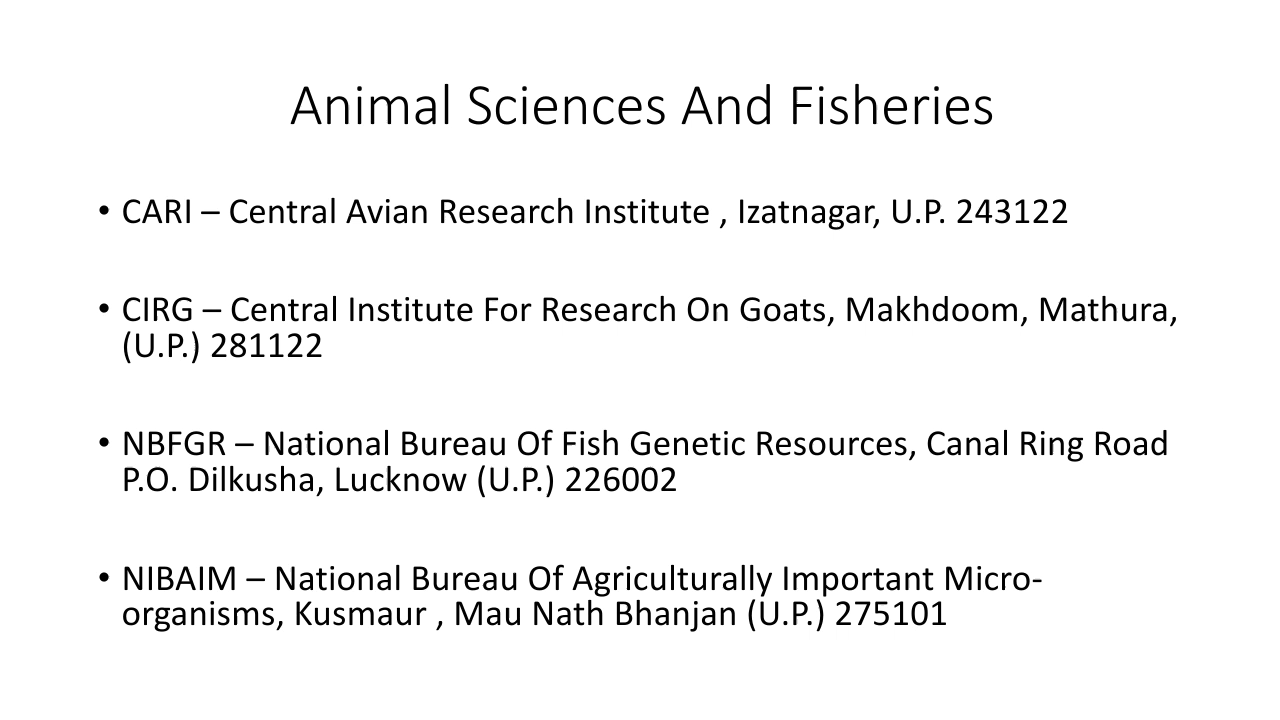 Animal Sciences And Fisheries
• CARI – Central Avian Research Institute , Izatnagar, U.P. 243122
• CIRG – Central Institute For Research On Goats, Makhdoom, Mathura,
(U.P.) 281122
• NBFGR – National Bureau Of Fish Genetic Resources, Canal Ring Road
P.O. Dilkusha, Lucknow (U.P.) 226002
• NIBAIM – National Bureau Of Agriculturally Important Micro-
organisms, Kusmaur , Mau Nath Bhanjan (U.P.) 275101